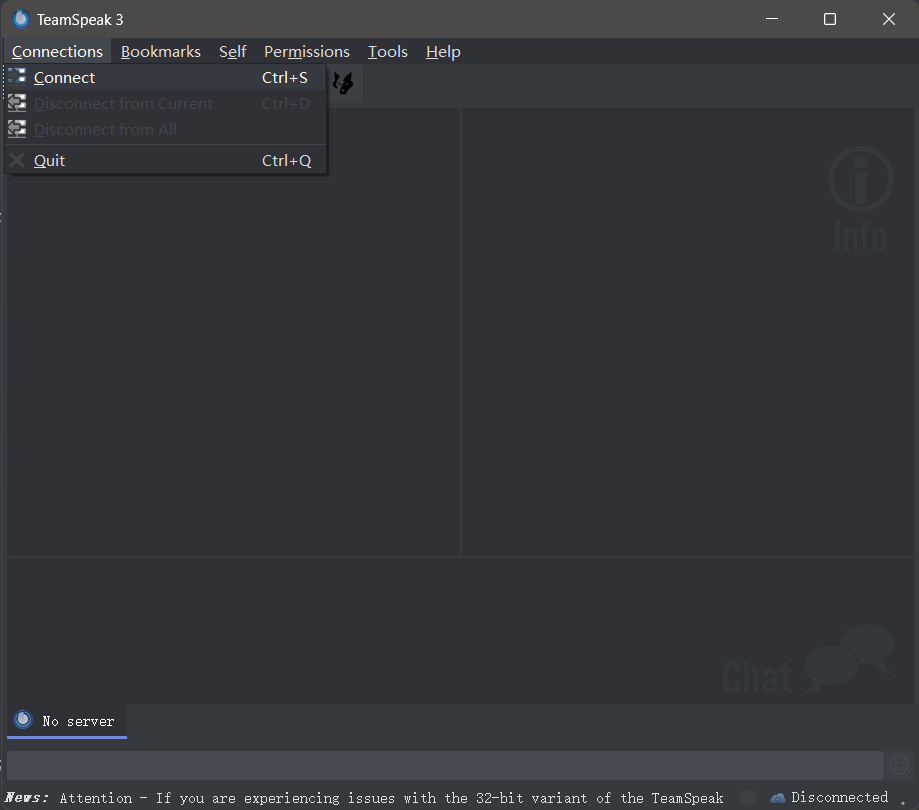 TeamSpeak 3
Connections Bookmarks Self Permissions Tools Help
Connect Ctrl+S
Disconnect from Current Ctrl+D
Disconnect from All
Quit Ctrl+Q
Info
Chat
No server
News: Attention - If you are experiencing issues with the 32-bit variant of the TeamSpeak Disconnected